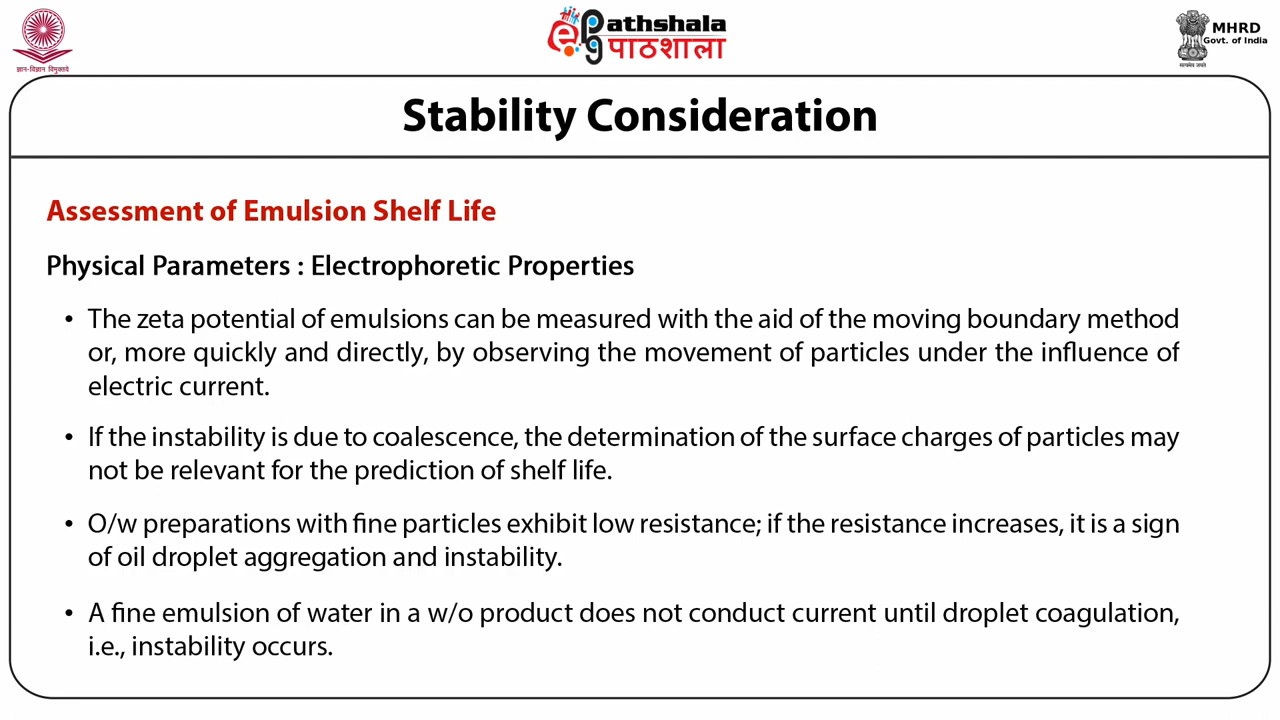 ज्ञान-विज्ञान विमुक्तये
ePg Pathshala
पाठशाला
MHRD
Govt. of India
सत्यमेव जयते
Stability Consideration
Assessment of Emulsion Shelf Life
Physical Parameters : Electrophoretic Properties
• The zeta potential of emulsions can be measured with the aid of the moving boundary method
or, more quickly and directly, by observing the movement of particles under the influence of
electric current.
• If the instability is due to coalescence, the determination of the surface charges of particles may
not be relevant for the prediction of shelf life.
• O/w preparations with fine particles exhibit low resistance; if the resistance increases, it is a sign
of oil droplet aggregation and instability.
• A fine emulsion of water in a w/o product does not conduct current until droplet coagulation,
i.e., instability occurs.